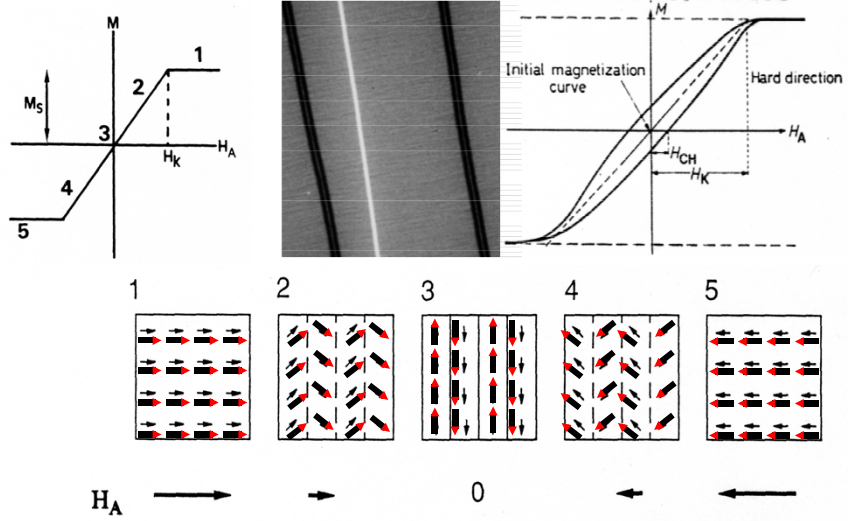 M
1
2
M_S
3
H_K
H_A
4
5
M
Initial magnetization
curve
Hard direction
H_A
H_CH
H_K
1
2
3
4
5
H_A
0